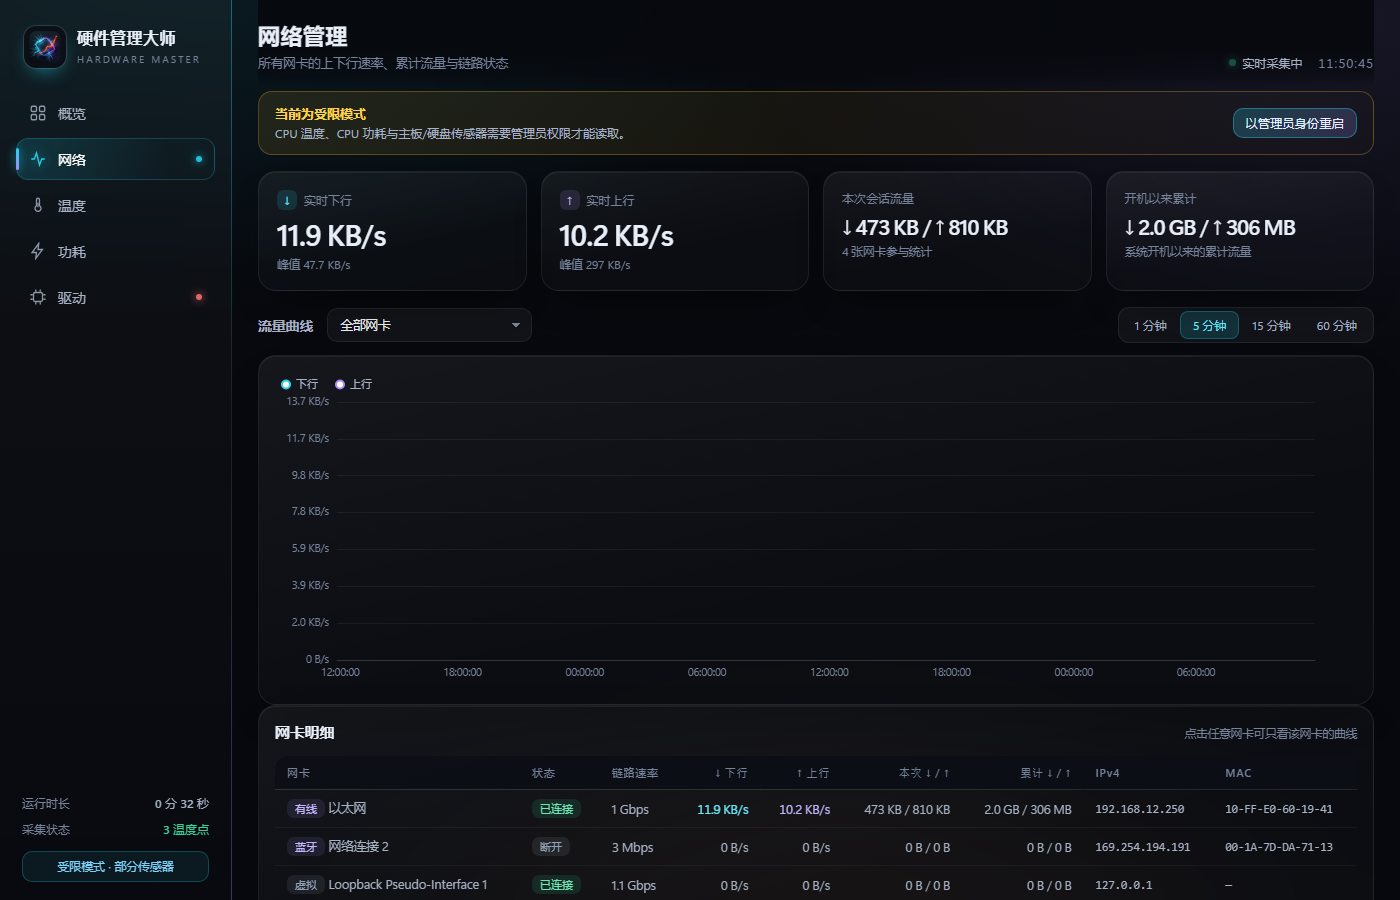 硬件管理大师
HARDWARE MASTER
概览
网络
温度
功耗
驱动
运行时长 0 分 32 秒
采集状态 3 温度点
受限模式 · 部分传感器
网络管理
所有网卡的上下行速率、累计流量与链路状态
实时采集中 11:50:45
当前为受限模式
CPU 温度、CPU 功耗与主板/硬盘传感器需要管理员权限才能读取。
以管理员身份重启
↓ 实时下行
11.9 KB/s
峰值 47.7 KB/s
↑ 实时上行
10.2 KB/s
峰值 297 KB/s
本次会话流量
↓ 473 KB / ↑ 810 KB
4 张网卡参与统计
开机以来累计
↓ 2.0 GB / ↑ 306 MB
系统开机以来的累计流量
流量曲线 全部网卡
1 分钟 5 分钟 15 分钟 60 分钟
下行 上行
13.7 KB/s
11.7 KB/s
9.8 KB/s
7.8 KB/s
5.9 KB/s
3.9 KB/s
2.0 KB/s
0 B/s
12:00:00 18:00:00 00:00:00 06:00:00 12:00:00 18:00:00 00:00:00 06:00:00
网卡明细 点击任意网卡可只看该网卡的曲线
网卡 状态 链路速率 ↓ 下行 ↑ 上行 本次 ↓ / ↑ 累计 ↓ / ↑ IPv4 MAC
有线 以太网 已连接 1 Gbps 11.9 KB/s 10.2 KB/s 473 KB / 810 KB 2.0 GB / 306 MB 192.168.12.250 10-FF-E0-60-19-41
蓝牙 网络连接 2 断开 3 Mbps 0 B/s 0 B/s 0 B / 0 B 0 B / 0 B 169.254.194.191 00-1A-7D-DA-71-13
虚拟 Loopback Pseudo-Interface 1 已连接 1.1 Gbps 0 B/s 0 B/s 0 B / 0 B 0 B / 0 B 127.0.0.1 —